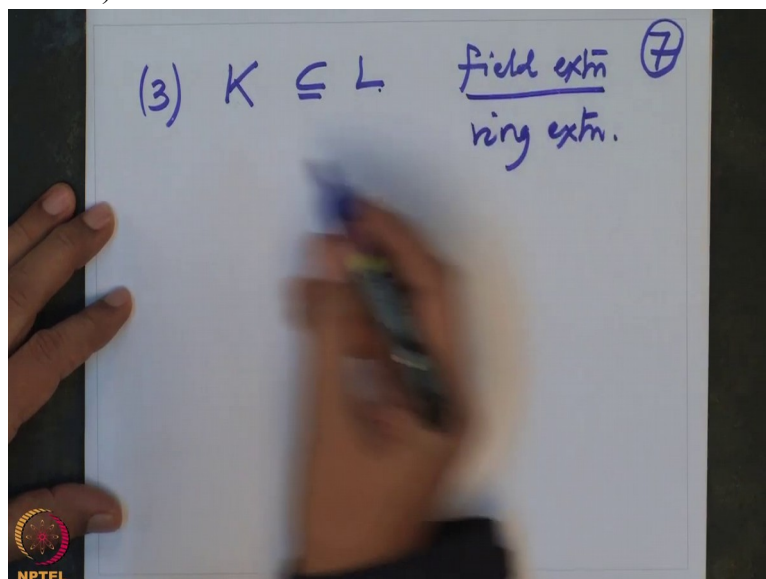 (3) K ⊆ L field extn 7
ring extn.
NPTEL